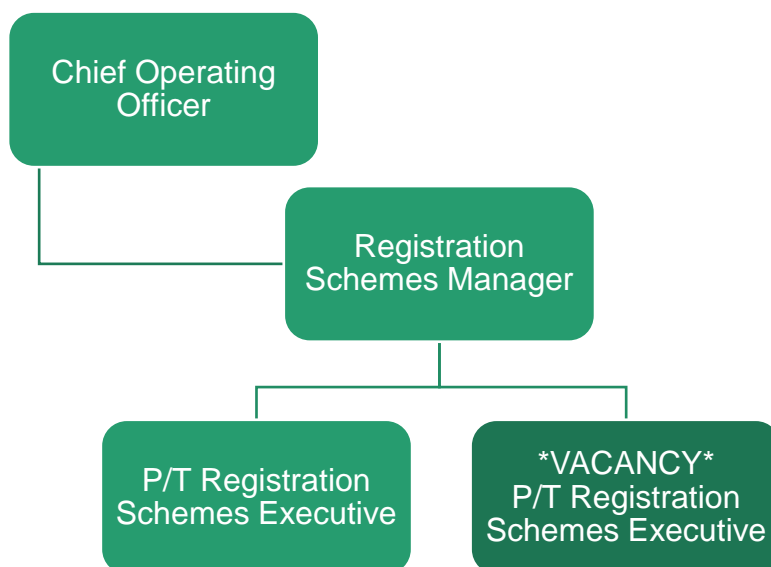 Chief Operating
Officer
Registration
Schemes Manager
P/T Registration
Schemes Executive
*VACANCY*
P/T Registration
Schemes Executive